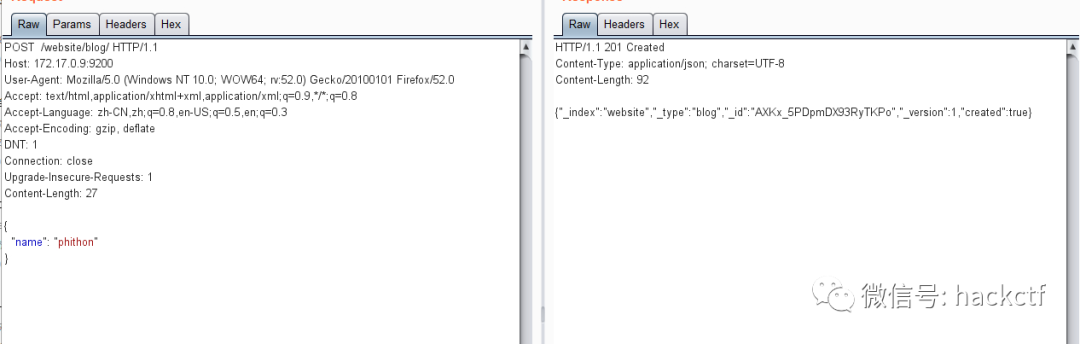 Request
Response
Raw Params Headers Hex
Raw Headers Hex
POST /website/blog/ HTTP/1.1
Host: 172.17.0.9:9200
User-Agent: Mozilla/5.0 (Windows NT 10.0; WOW64; rv:52.0) Gecko/20100101 Firefox/52.0
Accept: text/html,application/xhtml+xml,application/xml;q=0.9,*/*;q=0.8
Accept-Language: zh-CN,zh;q=0.8,en-US;q=0.5,en;q=0.3
Accept-Encoding: gzip, deflate
DNT: 1
Connection: close
Upgrade-Insecure-Requests: 1
Content-Length: 27
{
"name": "phithon"
}
HTTP/1.1 201 Created
Content-Type: application/json; charset=UTF-8
Content-Length: 92
{"_index":"website","_type":"blog","_id":"AXKx_5PDpmDX93RyTKPo","_version":1,"created":true}
微信号: hackctf